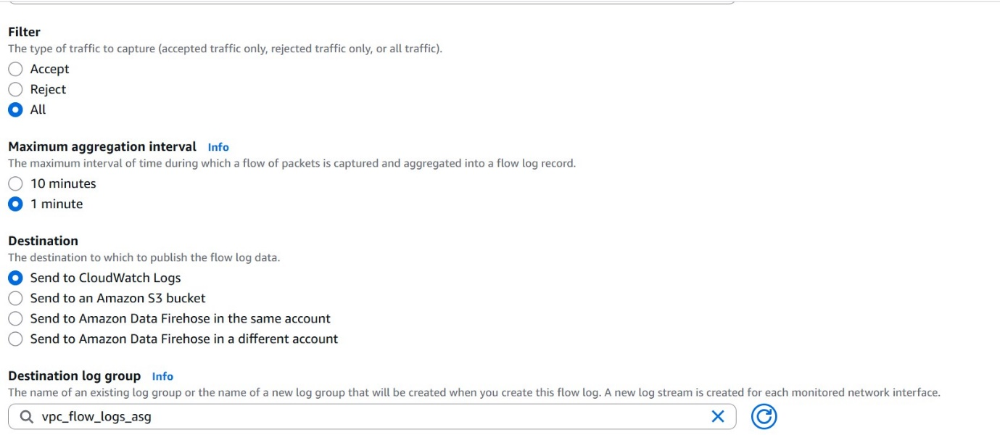 Filter
The type of traffic to capture (accepted traffic only, rejected traffic only, or all traffic).
Accept
Reject
All
Maximum aggregation interval Info
The maximum interval of time during which a flow of packets is captured and aggregated into a flow log record.
10 minutes
1 minute
Destination
The destination to which to publish the flow log data.
Send to CloudWatch Logs
Send to an Amazon S3 bucket
Send to Amazon Data Firehose in the same account
Send to Amazon Data Firehose in a different account
Destination log group Info
The name of an existing log group or the name of a new log group that will be created when you create this flow log. A new log stream is created for each monitored network interface.
vpc_flow_logs_asg